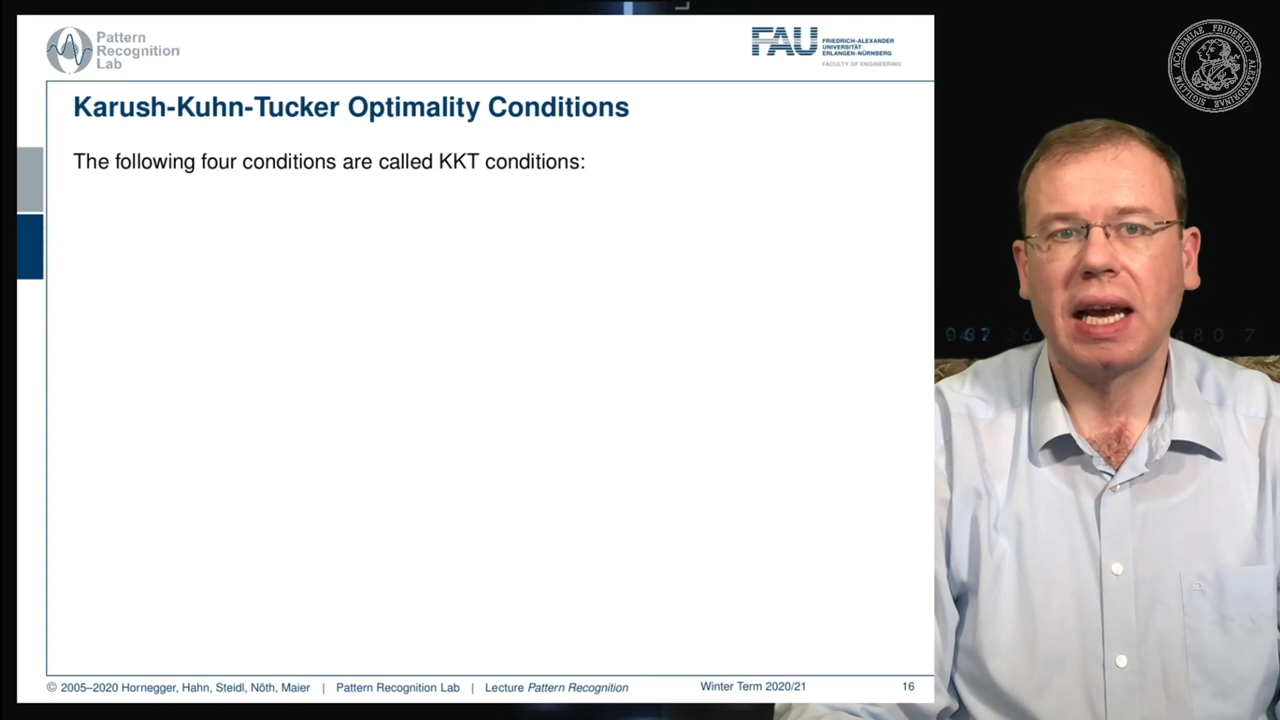 Pattern
Recognition
Lab
FAU
FRIEDRICH-ALEXANDER
UNIVERSITÄT
ERLANGEN-NÜRNBERG
FACULTY OF ENGINEERING
Karush-Kuhn-Tucker Optimality Conditions
The following four conditions are called KKT conditions:
© 2005–2020 Hornegger, Hahn, Steidl, Nöth, Maier | Pattern Recognition Lab | Lecture Pattern Recognition Winter Term 2020/21 16